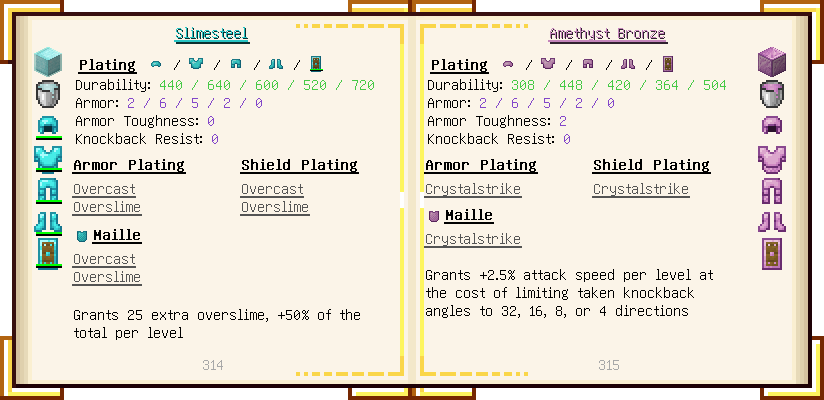 Slimesteel
Plating / / / /
Durability: 440 / 640 / 600 / 520 / 720
Armor: 2 / 6 / 5 / 2 / 0
Armor Toughness: 0
Knockback Resist: 0
Armor Plating
Overcast
Overslime
Shield Plating
Overcast
Overslime
Maille
Overcast
Overslime
Grants 25 extra overslime, +50% of the
total per level
314
Amethyst Bronze
Plating / / / /
Durability: 308 / 448 / 420 / 364 / 504
Armor: 2 / 6 / 5 / 2 / 0
Armor Toughness: 2
Knockback Resist: 0
Armor Plating
Crystalstrike
Shield Plating
Crystalstrike
Maille
Crystalstrike
Grants +2.5% attack speed per level at
the cost of limiting taken knockback
angles to 32, 16, 8, or 4 directions
315